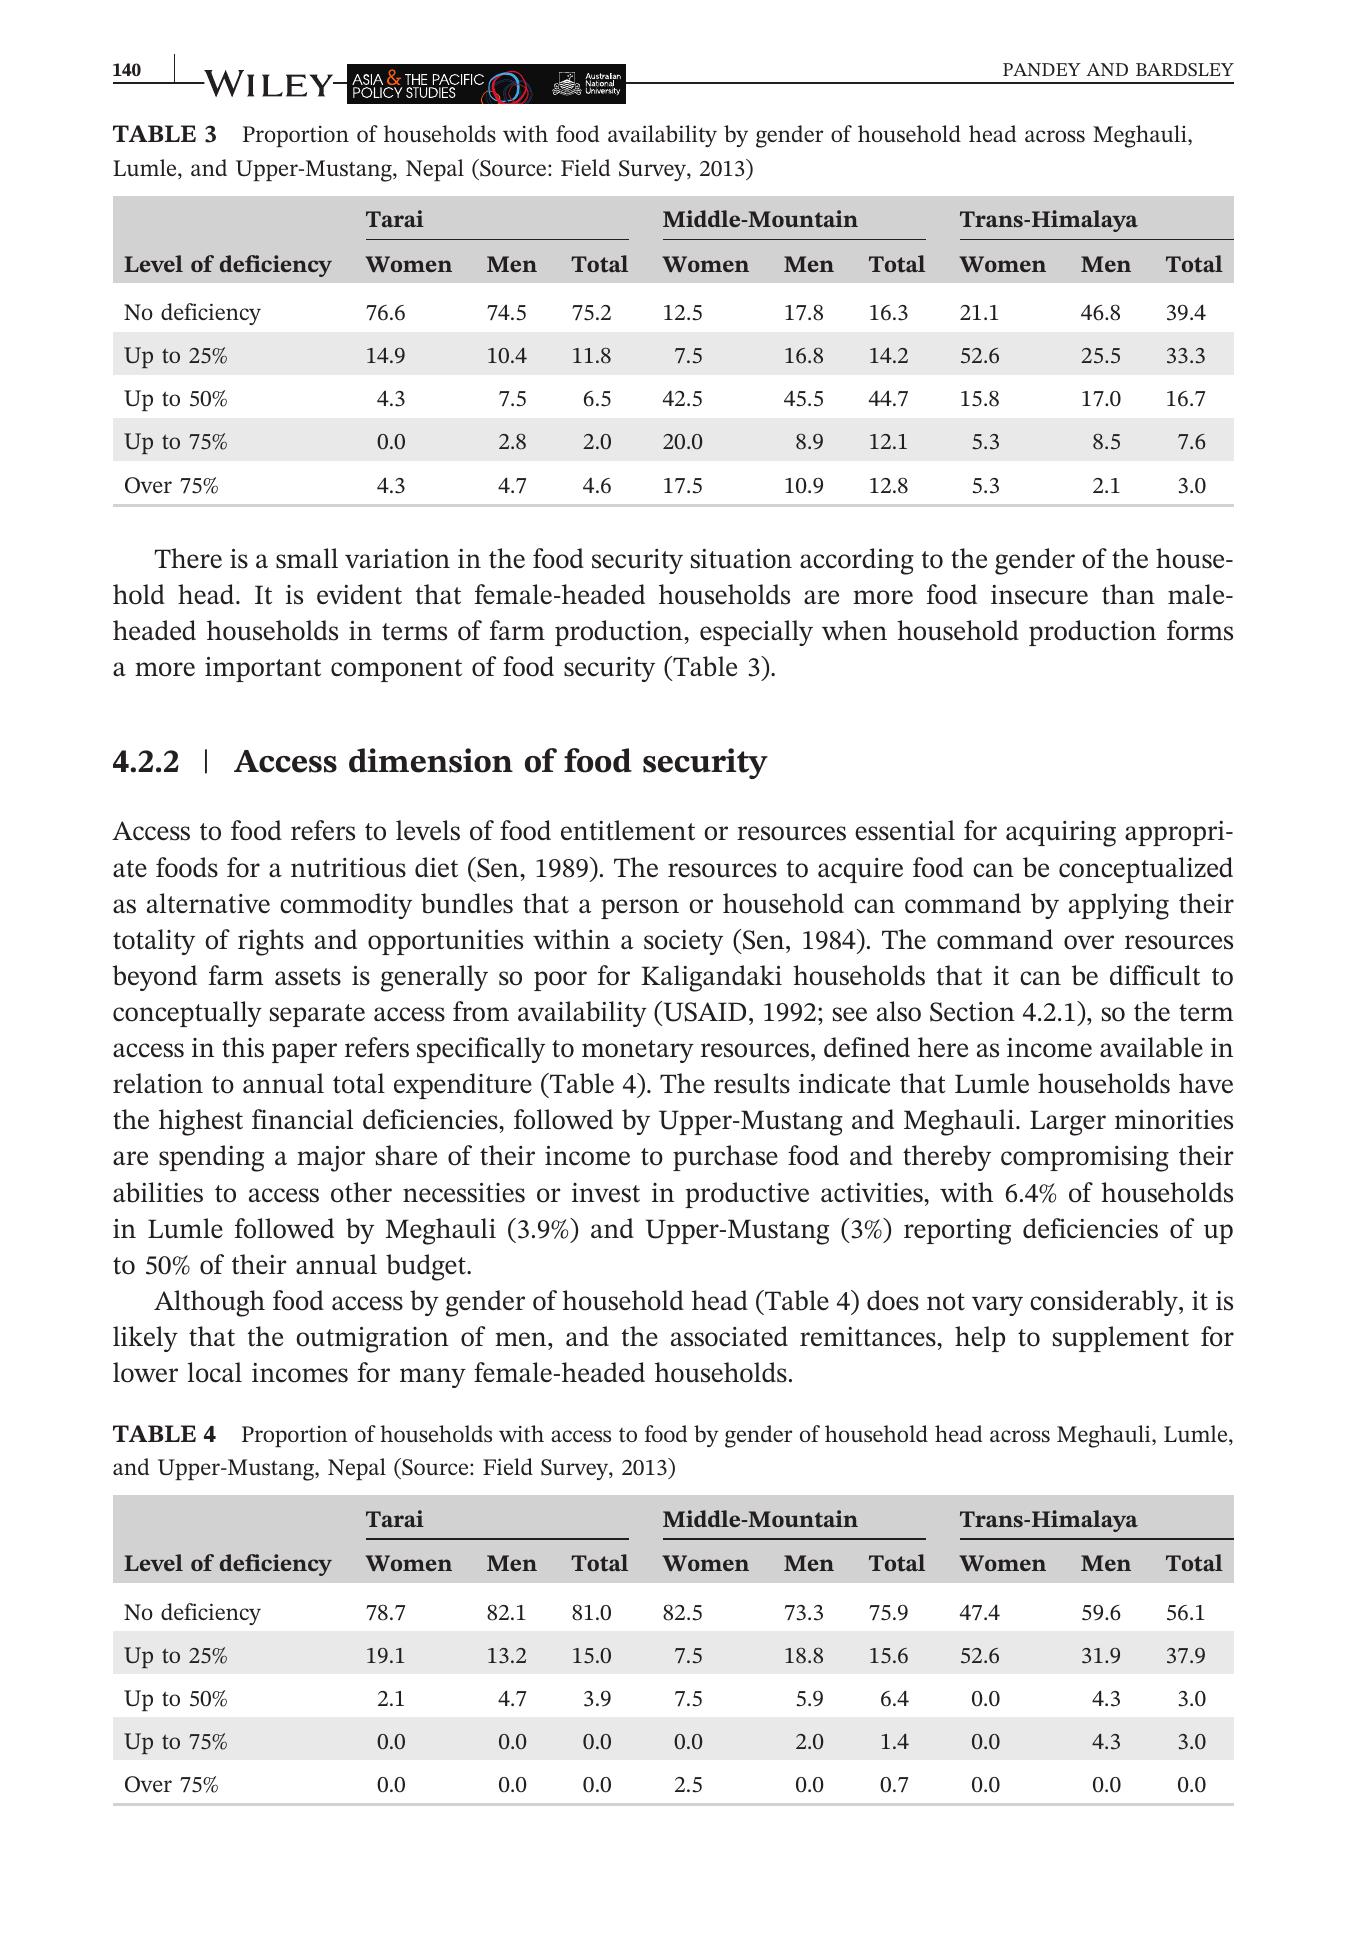 140
WILEY
ASIA & THE PACIFIC
POLICY STUDIES
Australian
National
University
PANDEY AND BARDSLEY
TABLE 3 Proportion of households with food availability by gender of household head across Meghauli,
Lumle, and Upper-Mustang, Nepal (Source: Field Survey, 2013)
Tarai Middle-Mountain Trans-Himalaya
Level of deficiency Women Men Total Women Men Total Women Men Total
No deficiency 76.6 74.5 75.2 12.5 17.8 16.3 21.1 46.8 39.4
Up to 25% 14.9 10.4 11.8 7.5 16.8 14.2 52.6 25.5 33.3
Up to 50% 4.3 7.5 6.5 42.5 45.5 44.7 15.8 17.0 16.7
Up to 75% 0.0 2.8 2.0 20.0 8.9 12.1 5.3 8.5 7.6
Over 75% 4.3 4.7 4.6 17.5 10.9 12.8 5.3 2.1 3.0
There is a small variation in the food security situation according to the gender of the house-
hold head. It is evident that female-headed households are more food insecure than male-
headed households in terms of farm production, especially when household production forms
a more important component of food security (Table 3).
4.2.2 | Access dimension of food security
Access to food refers to levels of food entitlement or resources essential for acquiring appropri-
ate foods for a nutritious diet (Sen, 1989). The resources to acquire food can be conceptualized
as alternative commodity bundles that a person or household can command by applying their
totality of rights and opportunities within a society (Sen, 1984). The command over resources
beyond farm assets is generally so poor for Kaligandaki households that it can be difficult to
conceptually separate access from availability (USAID, 1992; see also Section 4.2.1), so the term
access in this paper refers specifically to monetary resources, defined here as income available in
relation to annual total expenditure (Table 4). The results indicate that Lumle households have
the highest financial deficiencies, followed by Upper-Mustang and Meghauli. Larger minorities
are spending a major share of their income to purchase food and thereby compromising their
abilities to access other necessities or invest in productive activities, with 6.4% of households
in Lumle followed by Meghauli (3.9%) and Upper-Mustang (3%) reporting deficiencies of up
to 50% of their annual budget.
Although food access by gender of household head (Table 4) does not vary considerably, it is
likely that the outmigration of men, and the associated remittances, help to supplement for
lower local incomes for many female-headed households.
TABLE 4 Proportion of households with access to food by gender of household head across Meghauli, Lumle,
and Upper-Mustang, Nepal (Source: Field Survey, 2013)
Tarai Middle-Mountain Trans-Himalaya
Level of deficiency Women Men Total Women Men Total Women Men Total
No deficiency 78.7 82.1 81.0 82.5 73.3 75.9 47.4 59.6 56.1
Up to 25% 19.1 13.2 15.0 7.5 18.8 15.6 52.6 31.9 37.9
Up to 50% 2.1 4.7 3.9 7.5 5.9 6.4 0.0 4.3 3.0
Up to 75% 0.0 0.0 0.0 0.0 2.0 1.4 0.0 4.3 3.0
Over 75% 0.0 0.0 0.0 2.5 0.0 0.7 0.0 0.0 0.0